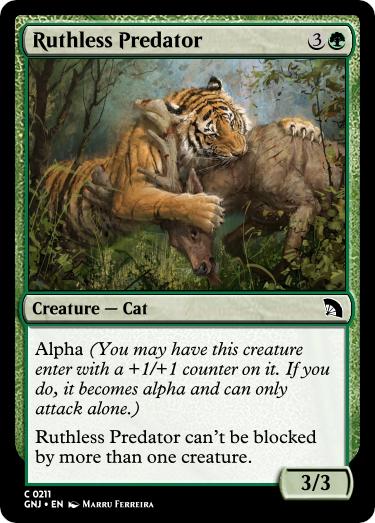 Ruthless Predator 3
Creature — Cat
Alpha (You may have this creature
enter with a +1/+1 counter on it. If you
do, it becomes alpha and can only
attack alone.)
Ruthless Predator can't be blocked
by more than one creature.
3/3
C 0211
GNJ • EN Marru Ferreira